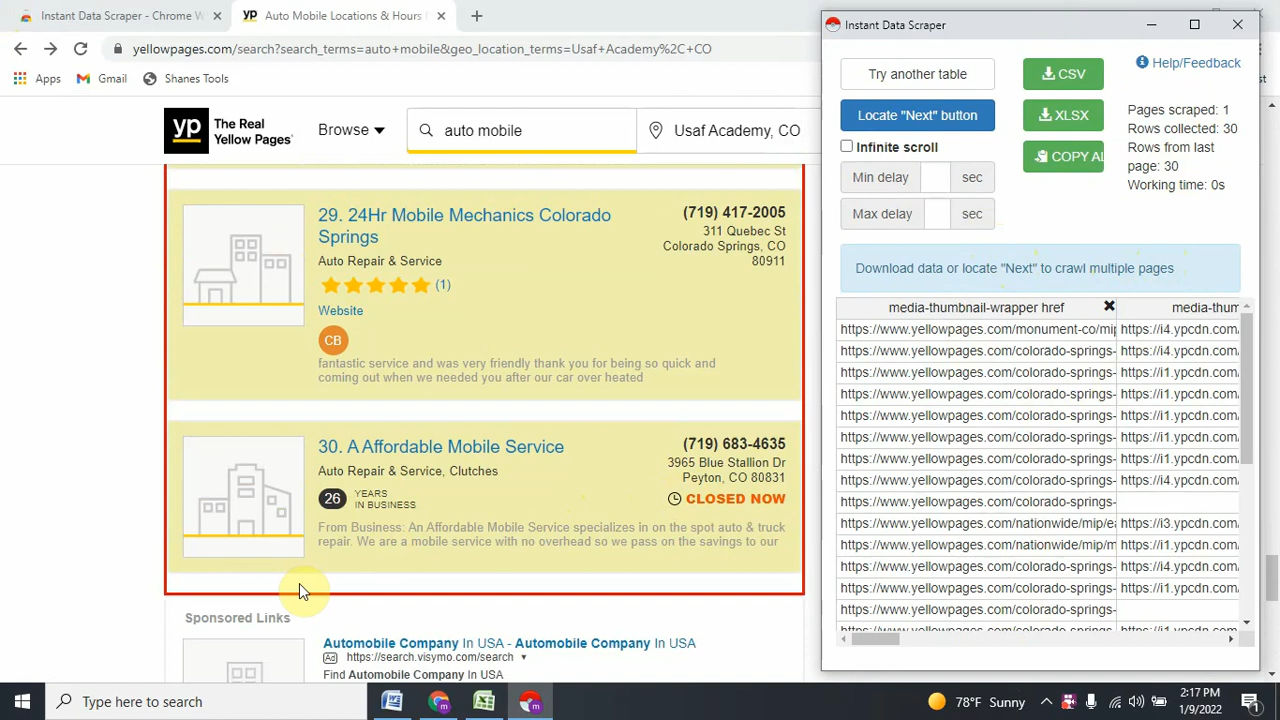 Instant Data Scraper - Chrome W
Auto Mobile Locations & Hours
Instant Data Scraper
yellowpages.com/search?search_terms=auto+mobile&geo_location_terms=Usaf+Academy%2C+CO
Apps
Gmail
Shanes Tools
yp
The Real
Yellow Pages
Browse
auto mobile
Usaf Academy, CO
29. 24Hr Mobile Mechanics Colorado
Springs
Auto Repair & Service
(1)
Website
CB
fantastic service and was very friendly thank you for being so quick and
coming out when we needed you after our car over heated
(719) 417-2005
311 Quebec St
Colorado Springs, CO
80911
30. A Affordable Mobile Service
Auto Repair & Service, Clutches
26 YEARS
IN BUSINESS
From Business: An Affordable Mobile Service specializes in on the spot auto & truck
repair. We are a mobile service with no overhead so we pass on the savings to our
(719) 683-4635
3965 Blue Stallion Dr
Peyton, CO 80831
CLOSED NOW
Sponsored Links
Automobile Company In USA - Automobile Company In USA
Ad https://search.visymo.com/search
Find Automobile Company In USA
Try another table
Locate "Next" button
Infinite scroll
Min delay sec
Max delay sec
CSV
XLSX
COPY AL
Help/Feedback
Pages scraped: 1
Rows collected: 30
Rows from last
page: 30
Working time: 0s
Download data or locate "Next" to crawl multiple pages
media-thumbnail-wrapper href media-thum
https://www.yellowpages.com/monument-co/mip https://i4.ypcdn.com/
https://www.yellowpages.com/colorado-springs- https://i4.ypcdn.com/
https://www.yellowpages.com/colorado-springs- https://i1.ypcdn.com/
https://www.yellowpages.com/colorado-springs- https://i1.ypcdn.com/
https://www.yellowpages.com/colorado-springs- https://i1.ypcdn.com/
https://www.yellowpages.com/colorado-springs- https://i1.ypcdn.com/
https://www.yellowpages.com/colorado-springs- https://i1.ypcdn.com/
https://www.yellowpages.com/colorado-springs- https://i4.ypcdn.com/
https://www.yellowpages.com/colorado-springs-
https://www.yellowpages.com/nationwide/mip/ea https://i3.ypcdn.com/
https://www.yellowpages.com/nationwide/mip/m https://i1.ypcdn.com/
https://www.yellowpages.com/colorado-springs- https://i4.ypcdn.com/
https://www.yellowpages.com/colorado-springs- https://i1.ypcdn.com/
https://www.yellowpages.com/colorado-springs-
Type here to search
78°F Sunny
2:17 PM
1/9/2022